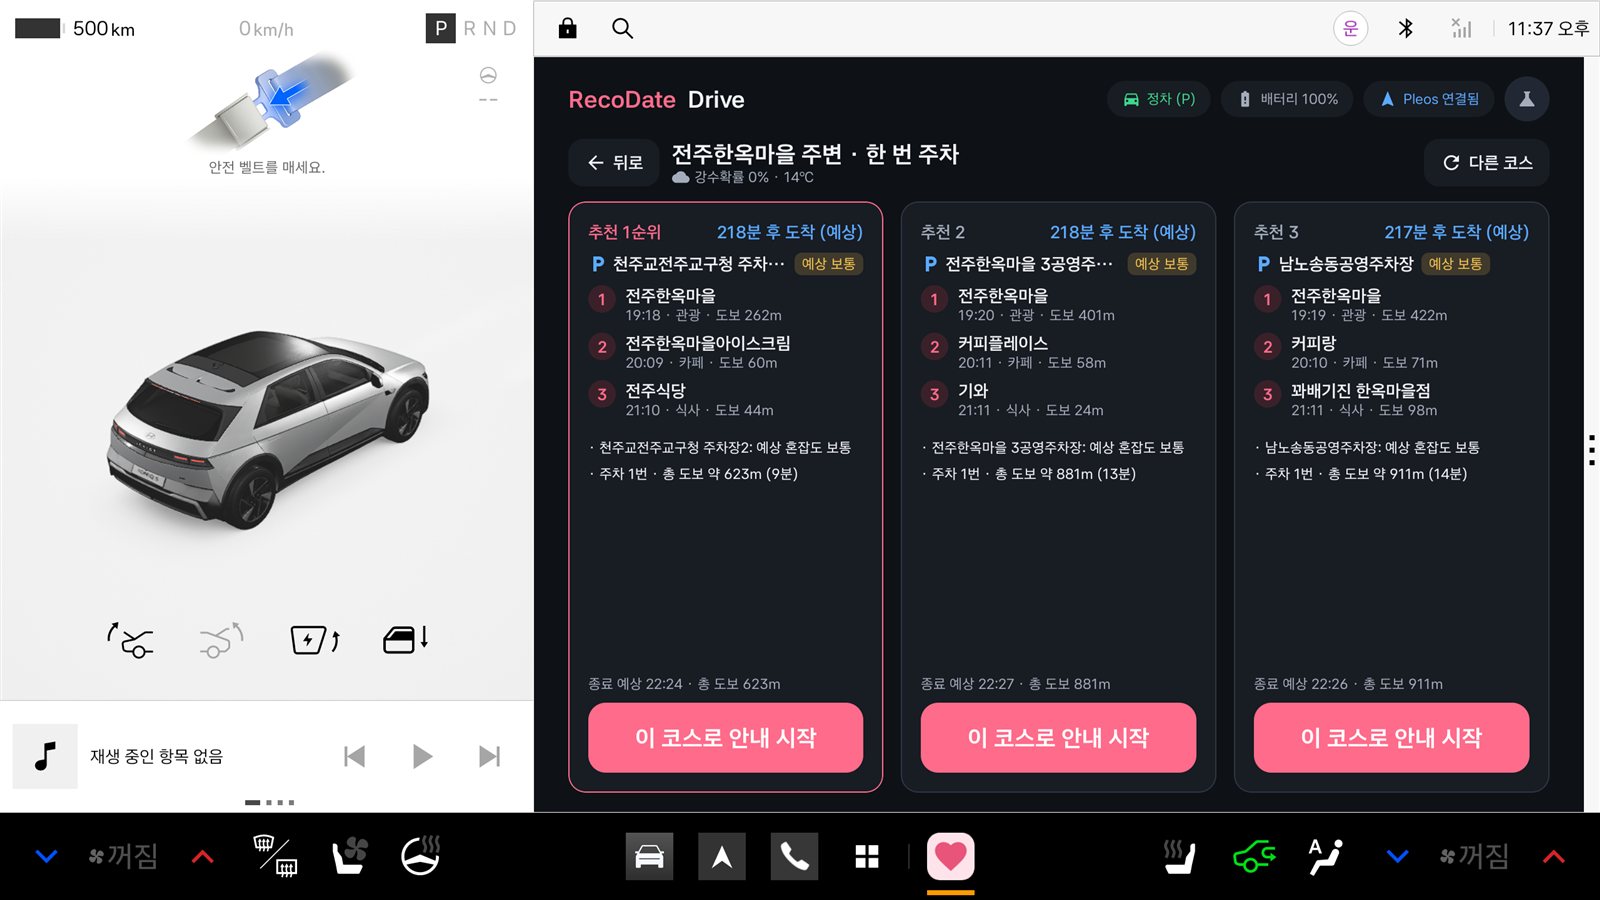 500 km
0 km/h
P R N D
11:37 오후
운
--
안전 벨트를 매세요.
RecoDate Drive
정차 (P)
배터리 100%
Pleos 연결됨
뒤로
전주한옥마을 주변 · 한 번 주차
강수확률 0% · 14°C
다른 코스
추천 1순위
218분 후 도착 (예상)
P 천주교전주교구청 주차···
예상 보통
1 전주한옥마을
19:18 · 관광 · 도보 262m
2 전주한옥마을아이스크림
20:09 · 카페 · 도보 60m
3 전주식당
21:10 · 식사 · 도보 44m
· 천주교전주교구청 주차장2: 예상 혼잡도 보통
· 주차 1번 · 총 도보 약 623m (9분)
종료 예상 22:24 · 총 도보 623m
이 코스로 안내 시작
추천 2
218분 후 도착 (예상)
P 전주한옥마을 3공영주···
예상 보통
1 전주한옥마을
19:20 · 관광 · 도보 401m
2 커피플레이스
20:11 · 카페 · 도보 58m
3 기와
21:11 · 식사 · 도보 24m
· 전주한옥마을 3공영주차장: 예상 혼잡도 보통
· 주차 1번 · 총 도보 약 881m (13분)
종료 예상 22:27 · 총 도보 881m
이 코스로 안내 시작
추천 3
217분 후 도착 (예상)
P 남노송동공영주차장
예상 보통
1 전주한옥마을
19:19 · 관광 · 도보 422m
2 커피랑
20:10 · 카페 · 도보 71m
3 꽈배기진 한옥마을점
21:11 · 식사 · 도보 98m
· 남노송동공영주차장: 예상 혼잡도 보통
· 주차 1번 · 총 도보 약 911m (14분)
종료 예상 22:26 · 총 도보 911m
이 코스로 안내 시작
재생 중인 항목 없음
꺼짐
A
꺼짐